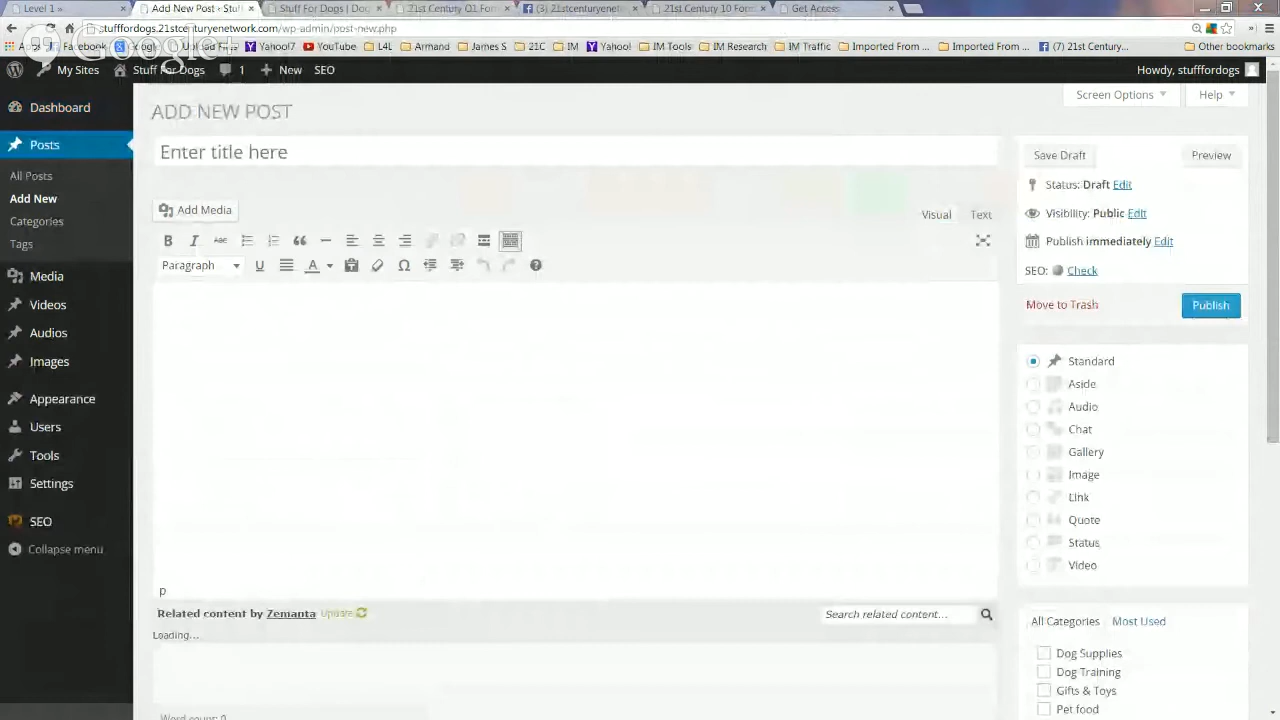 Level 1 »
Add New Post ‹ Stuf
Stuff For Dogs | Dog
21st Century Q1 Form
(3) 21stcenturyenet
21st Century 10 Form
Get Access
stufffordogs.21stcenturyenetwork.com/wp-admin/post-new.php
Google+
Facebook
Yahoo!7
YouTube
L4L
Armand
James S
21C
IM
Yahoo!
IM Tools
IM Research
IM Traffic
Imported From ...
Imported From ...
(7) 21st Century...
Other bookmarks
My Sites
Stuff For Dogs
1
New
SEO
Howdy, stufffordogs
Dashboard
Posts
All Posts
Add New
Categories
Tags
Media
Videos
Audios
Images
Appearance
Users
Tools
Settings
SEO
Collapse menu
ADD NEW POST
Screen Options
Help
Enter title here
Add Media
Visual
Text
B
I
ABC
Paragraph
U
A
Ω
p
Related content by Zemanta Update
Search related content...
Loading...
Word count: 0
Save Draft
Preview
Status: Draft Edit
Visibility: Public Edit
Publish immediately Edit
SEO: Check
Move to Trash
Publish
Standard
Aside
Audio
Chat
Gallery
Image
Link
Quote
Status
Video
All Categories
Most Used
Dog Supplies
Dog Training
Gifts & Toys
Pet food